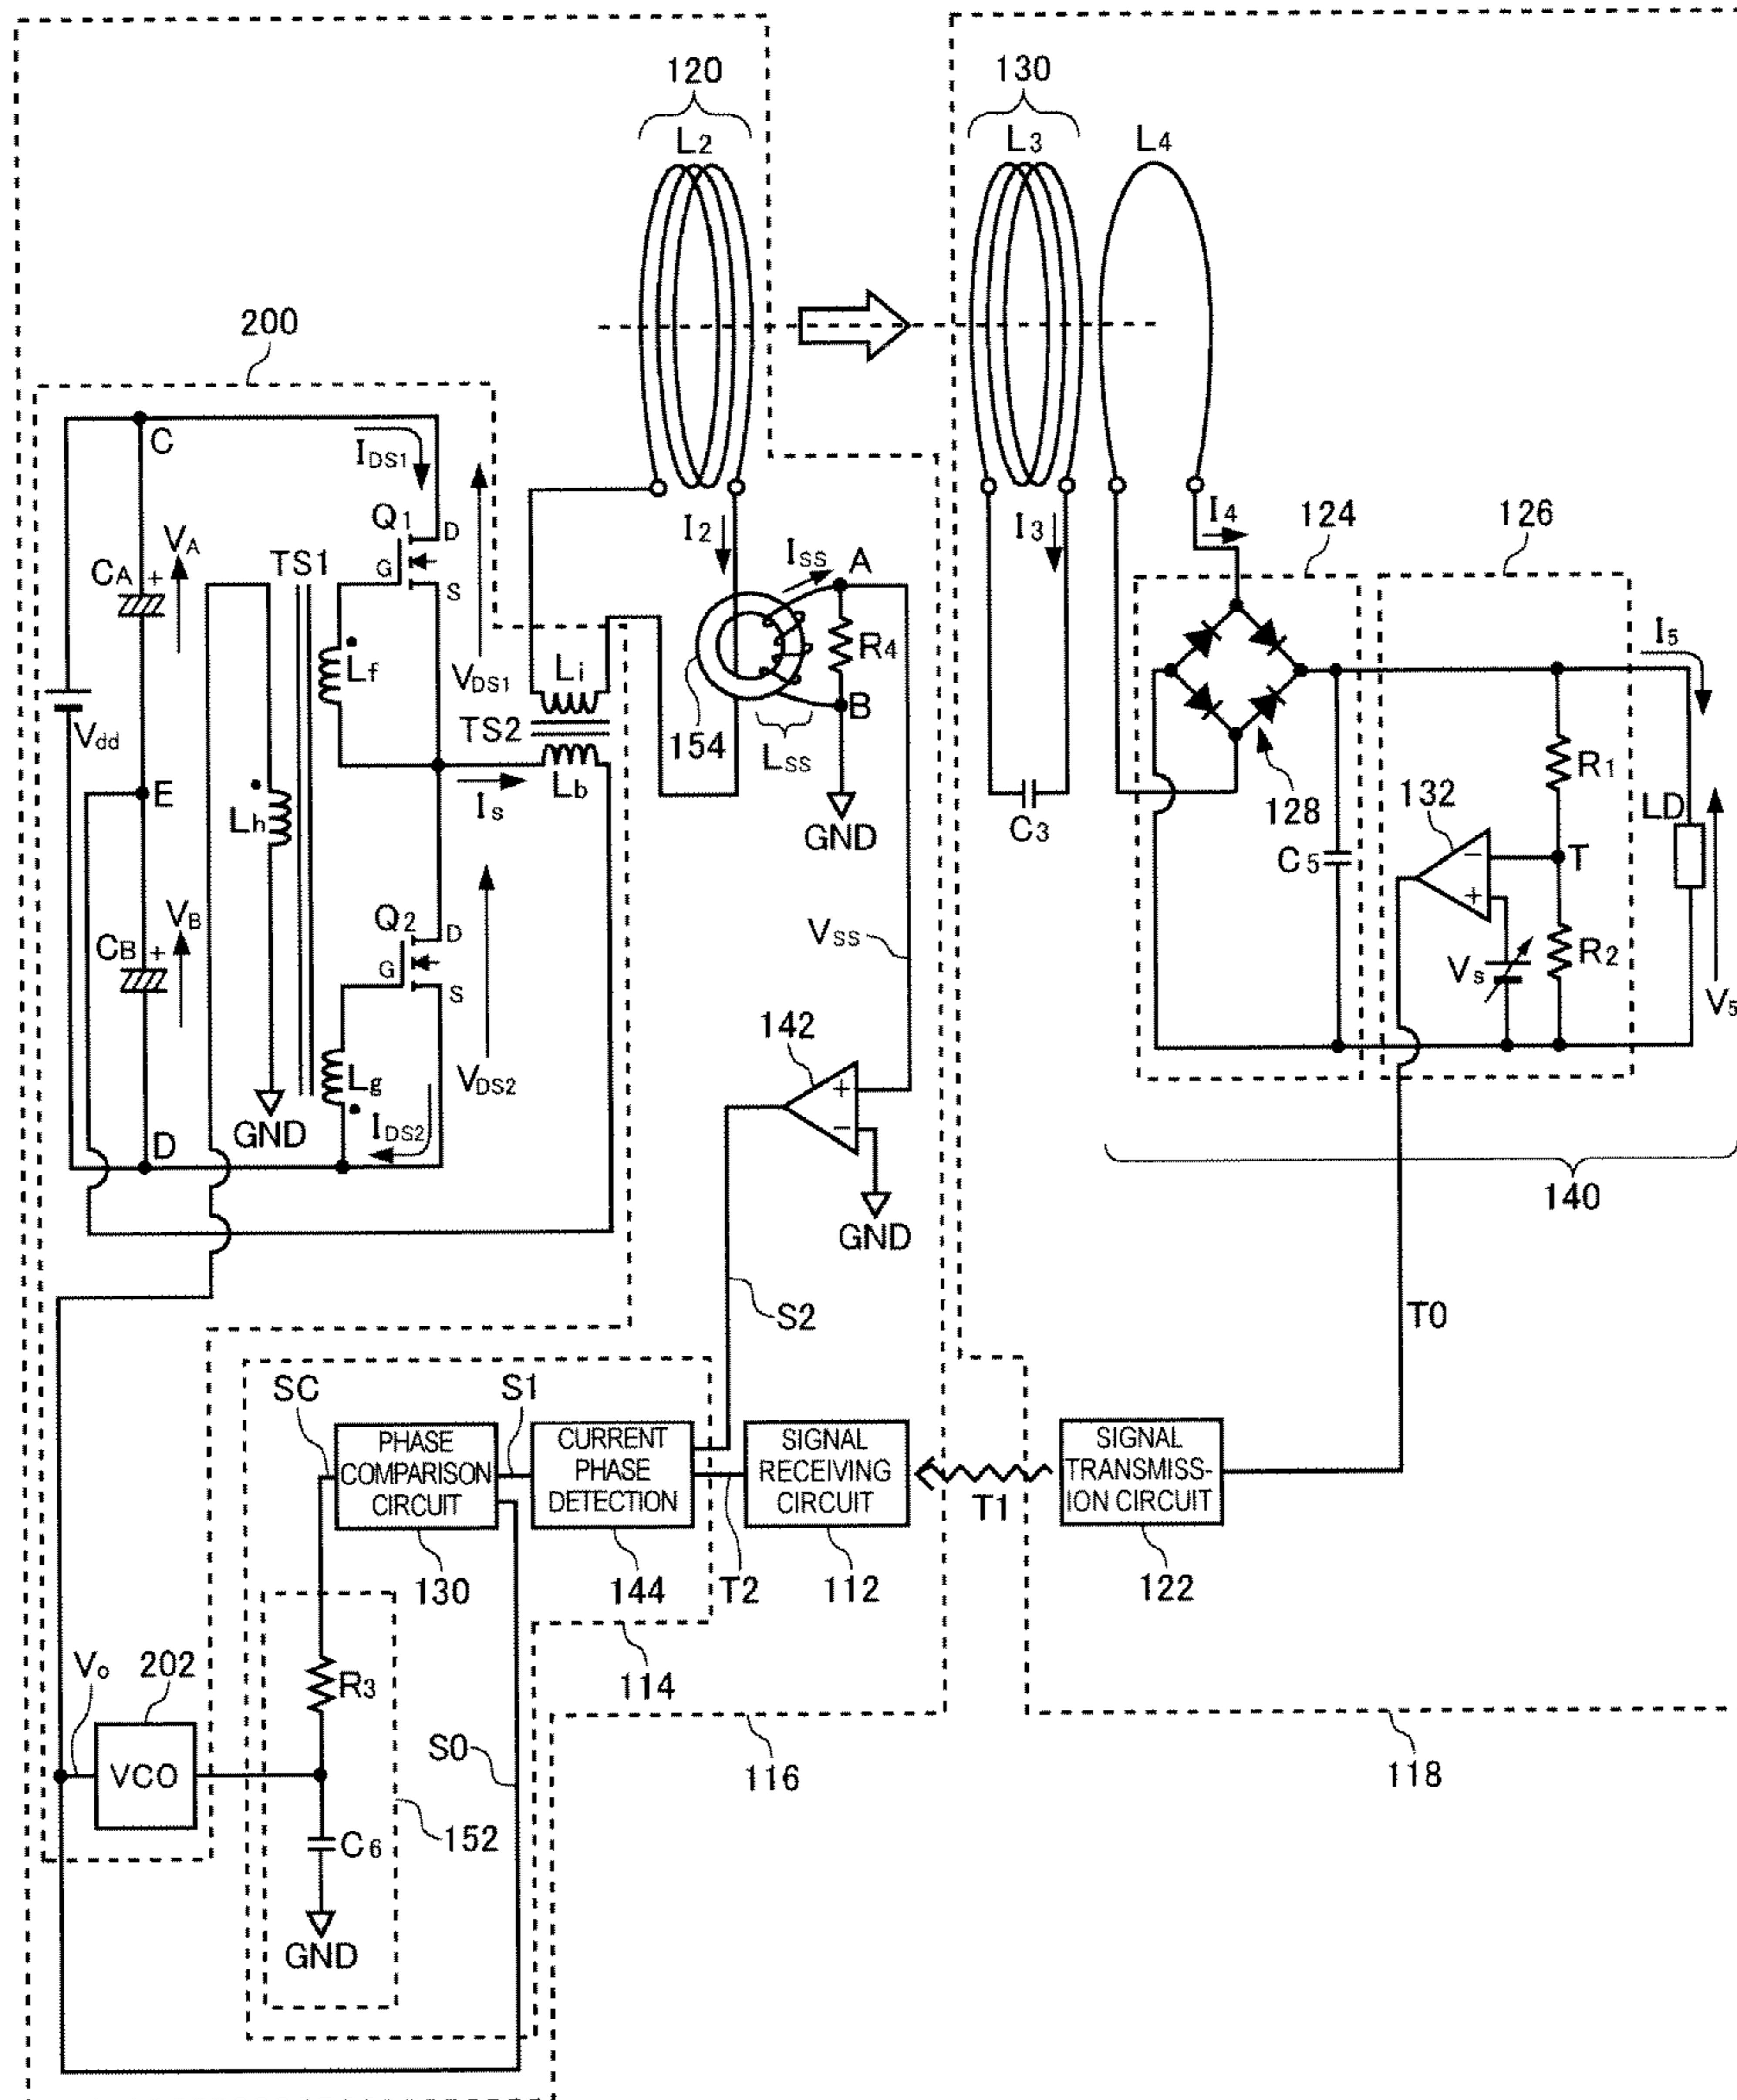 120
L2
130
L3
L4
200
C
IDS1
Q1
D
G
S
VA
CA
+
TS1
Lf
VDS1
Vdd
E
Lh
Li
TS2
Lb
Is
I2
ISS
A
R4
B
154
LSS
GND
I3
C3
I4
124
126
I5
R1
128
132
LD
C5
−
+
T
Vs
R2
V5
VB
CB
+
Q2
D
G
S
Lg
VDS2
GND
IDS2
D
VSS
142
+
−
GND
140
S2
T0
SC
S1
PHASE
COMPARISON
CIRCUIT
CURRENT
PHASE
DETECTION
SIGNAL
RECEIVING
CIRCUIT
T1
SIGNAL
TRANSMISS-
ION CIRCUIT
130
144
T2
112
122
Vo
202
R3
114
VCO
S0
116
118
152
C6
GND